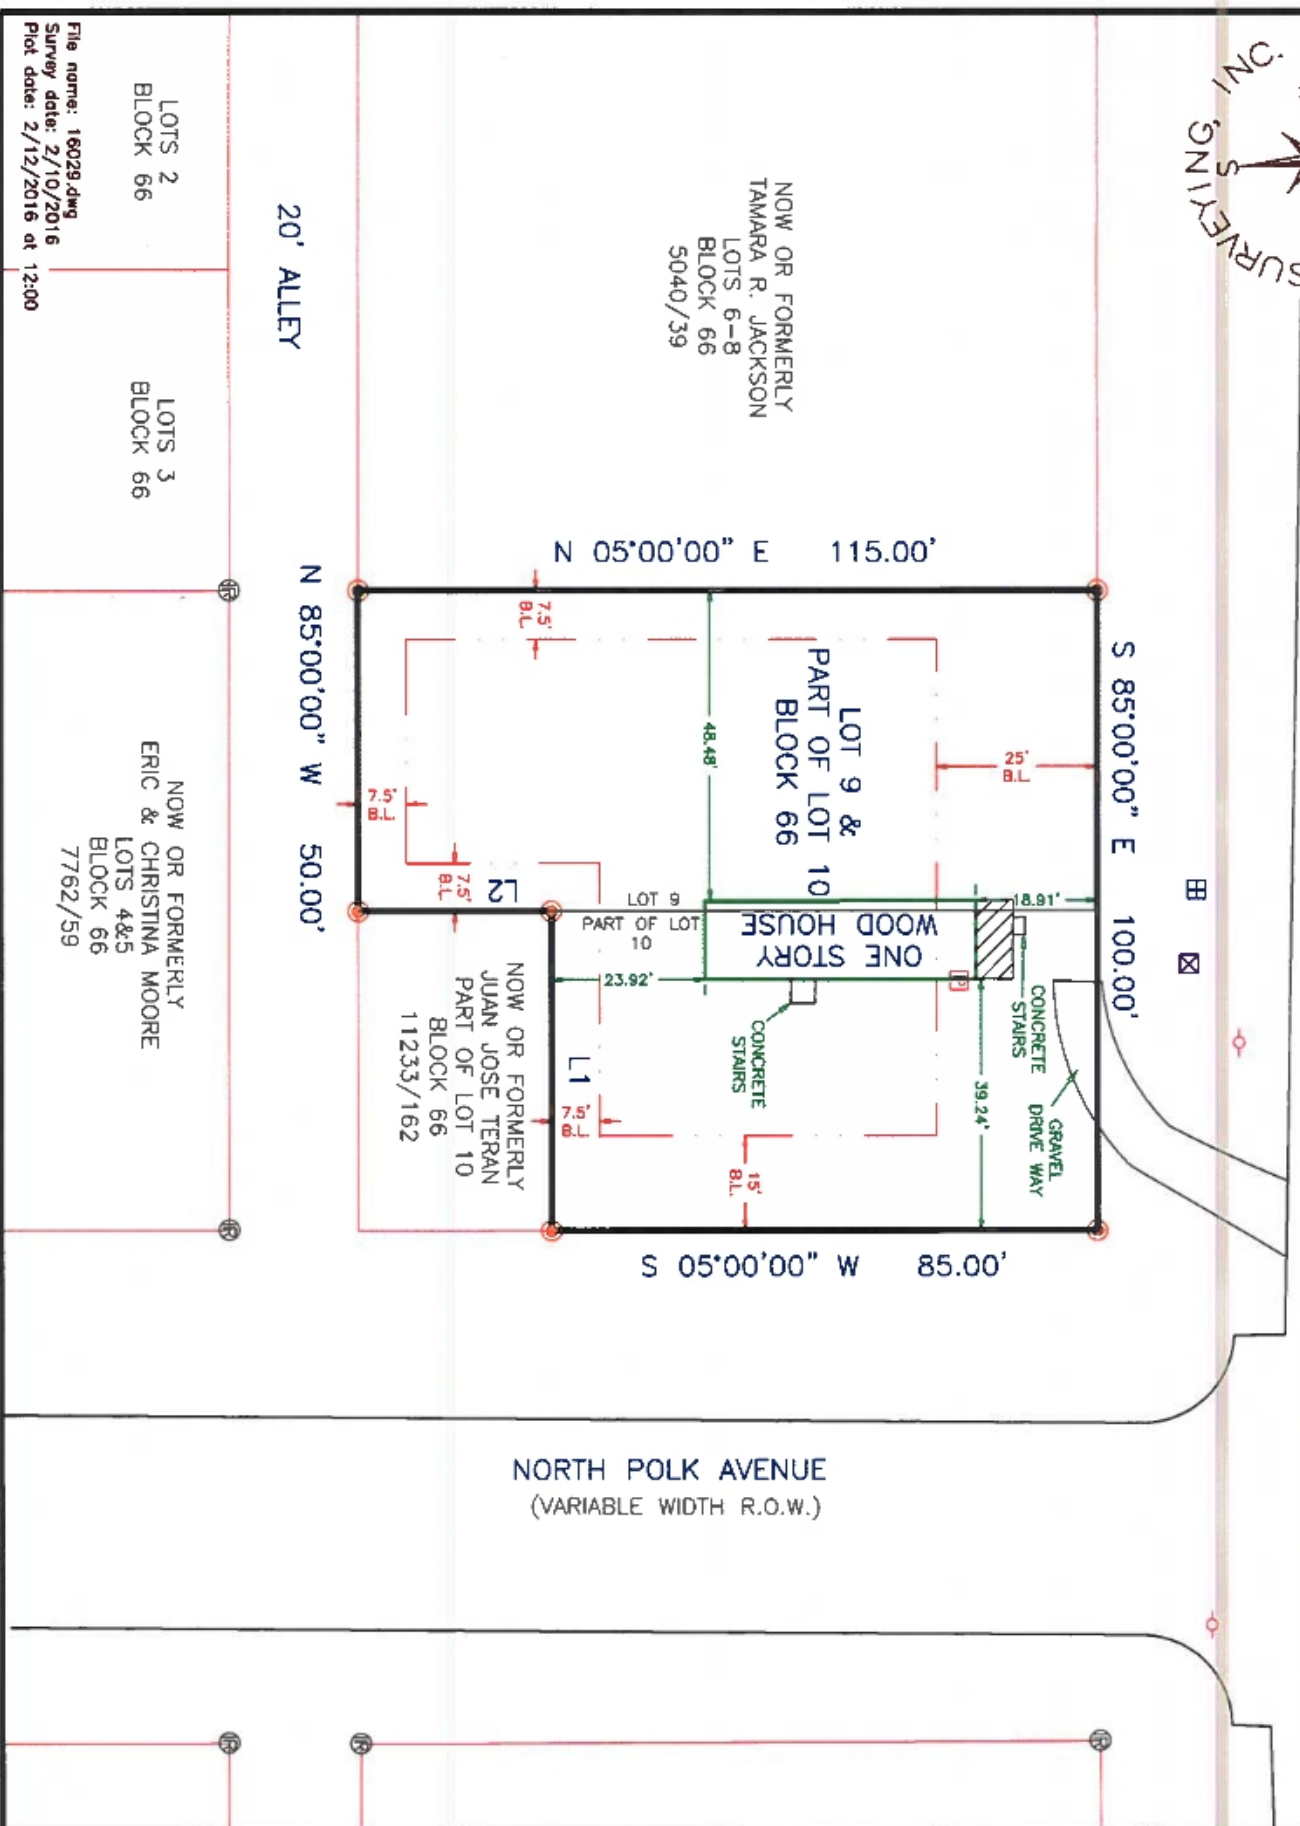 SURVEYING, INC.
S
NOW OR FORMERLY
TAMARA R. JACKSON
LOTS 6-8
BLOCK 66
5040/39
LOTS 2
BLOCK 66
LOTS 3
BLOCK 66
20' ALLEY
File name: 16029.dwg
Survey date: 2/10/2016
Plot date: 2/12/2016 at 12:00
N 05°00'00" E 115.00'
S 85°00'00" E 100.00'
N 85°00'00" W 50.00'
S 05°00'00" W 85.00'
7.5'
B.L.
25'
B.L.
LOT 9 &
PART OF LOT 10
BLOCK 66
48.48'
7.5'
B.L.
7.5'
B.L.
L2
LOT 9
PART OF LOT
10
ONE STORY
WOOD HOUSE
18.91'
23.92'
CONCRETE
STAIRS
CONCRETE
STAIRS
GRAVEL
DRIVE WAY
39.24'
L1
7.5'
B.L.
15'
B.L.
NOW OR FORMERLY
JUAN JOSE TERAN
PART OF LOT 10
BLOCK 66
11233/162
NOW OR FORMERLY
ERIC & CHRISTINA MOORE
LOTS 4&5
BLOCK 66
7762/59
IR
IR
NORTH POLK AVENUE
(VARIABLE WIDTH R.O.W.)
IR
IR
IR